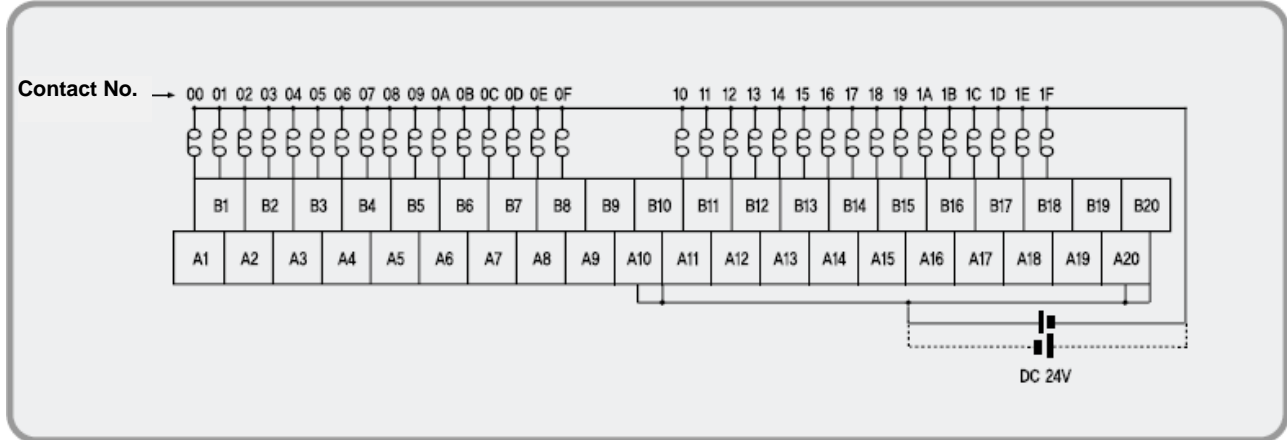 Contact No. → 00 01 02 03 04 05 06 07 08 09 0A 0B 0C 0D 0E 0F 10 11 12 13 14 15 16 17 18 19 1A 1B 1C 1D 1E 1F
B1 B2 B3 B4 B5 B6 B7 B8 B9 B10 B11 B12 B13 B14 B15 B16 B17 B18 B19 B20
A1 A2 A3 A4 A5 A6 A7 A8 A9 A10 A11 A12 A13 A14 A15 A16 A17 A18 A19 A20
DC 24V